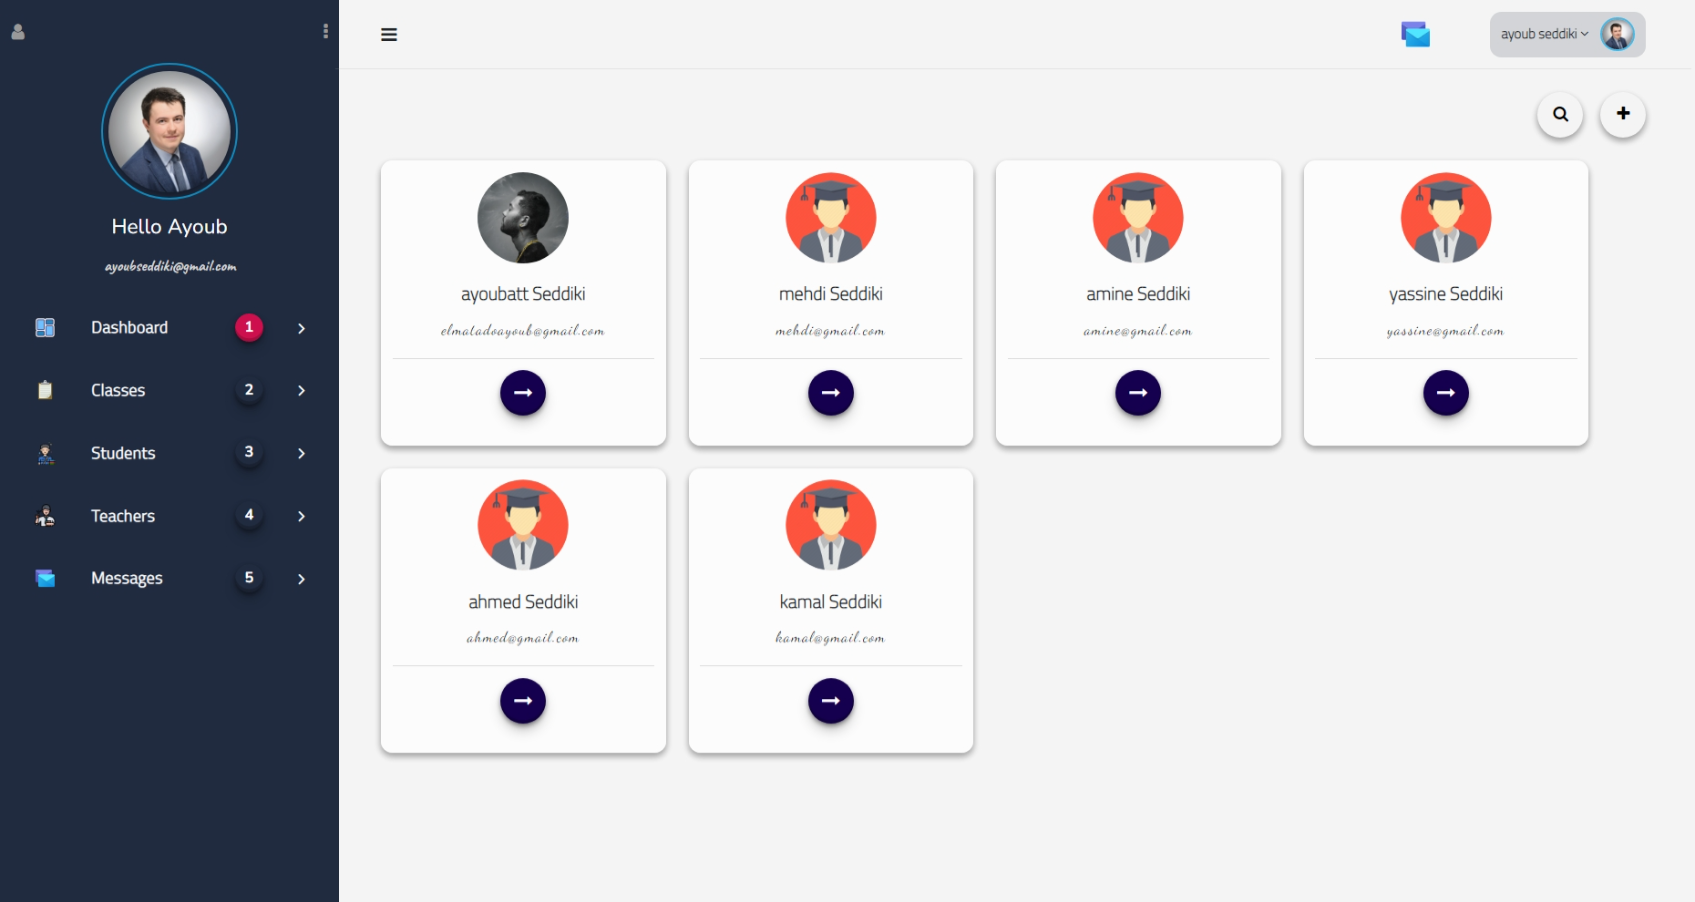 Hello Ayoub
ayoubseddiki@gmail.com
Dashboard 1
Classes 2
Students 3
Teachers 4
Messages 5
ayoub seddiki
ayoubatt Seddiki
elmatadoayoub@gmail.com
mehdi Seddiki
mehdi@gmail.com
amine Seddiki
amine@gmail.com
yassine Seddiki
yassine@gmail.com
ahmed Seddiki
ahmed@gmail.com
kamal Seddiki
kamal@gmail.com